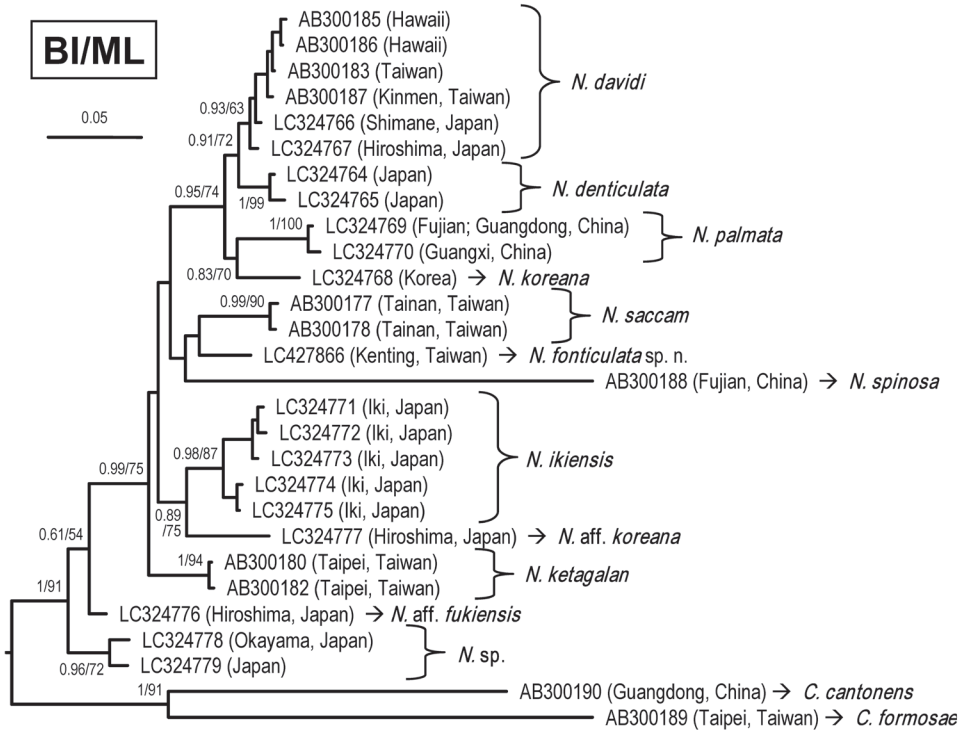 BI/ML
0.05
AB300185 (Hawaii)
AB300186 (Hawaii)
AB300183 (Taiwan)
AB300187 (Kinmen, Taiwan)
N. davidi
0.93/63
LC324766 (Shimane, Japan)
0.91/72
LC324767 (Hiroshima, Japan)
LC324764 (Japan)
0.95/74
N. denticulata
1/99
LC324765 (Japan)
1/100
LC324769 (Fujian; Guangdong, China)
N. palmata
LC324770 (Guangxi, China)
0.83/70
LC324768 (Korea) → N. koreana
0.99/90
AB300177 (Tainan, Taiwan)
N. saccam
AB300178 (Tainan, Taiwan)
LC427866 (Kenting, Taiwan) → N. fonticulata sp. n.
AB300188 (Fujian, China) → N. spinosa
LC324771 (Iki, Japan)
LC324772 (Iki, Japan)
0.98/87
LC324773 (Iki, Japan)
N. ikiensis
0.99/75
LC324774 (Iki, Japan)
LC324775 (Iki, Japan)
0.89
/75
0.61/54
LC324777 (Hiroshima, Japan) → N. aff. koreana
1/94
AB300180 (Taipei, Taiwan)
N. ketagalan
1/91
AB300182 (Taipei, Taiwan)
LC324776 (Hiroshima, Japan) → N. aff. fukiensis
LC324778 (Okayama, Japan)
N. sp.
0.96/72
LC324779 (Japan)
1/91
AB300190 (Guangdong, China) → C. cantonens
AB300189 (Taipei, Taiwan) → C. formosae